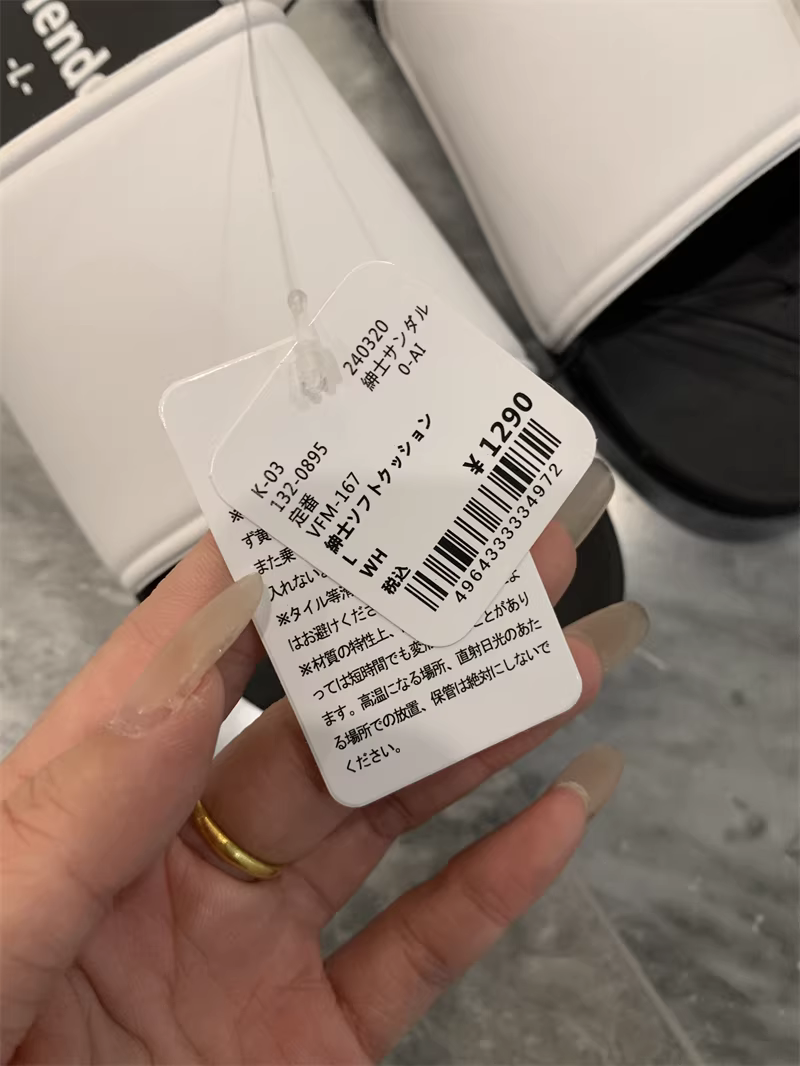 -L-
240320
紳士サンダル
0-AI
K-03
132-0895
定番
VFM-167
紳士ソフトクッション
L
WH
¥1290
税込
4964333334972
※
ず黄
また乗
入れない
※タイル等滑
はお避けくださ
※材質の特性上、
ことがあり
っては短時間でも変
ます。高温になる場所、直射日光のあた
る場所での放置、保管は絶対にしないで
ください。